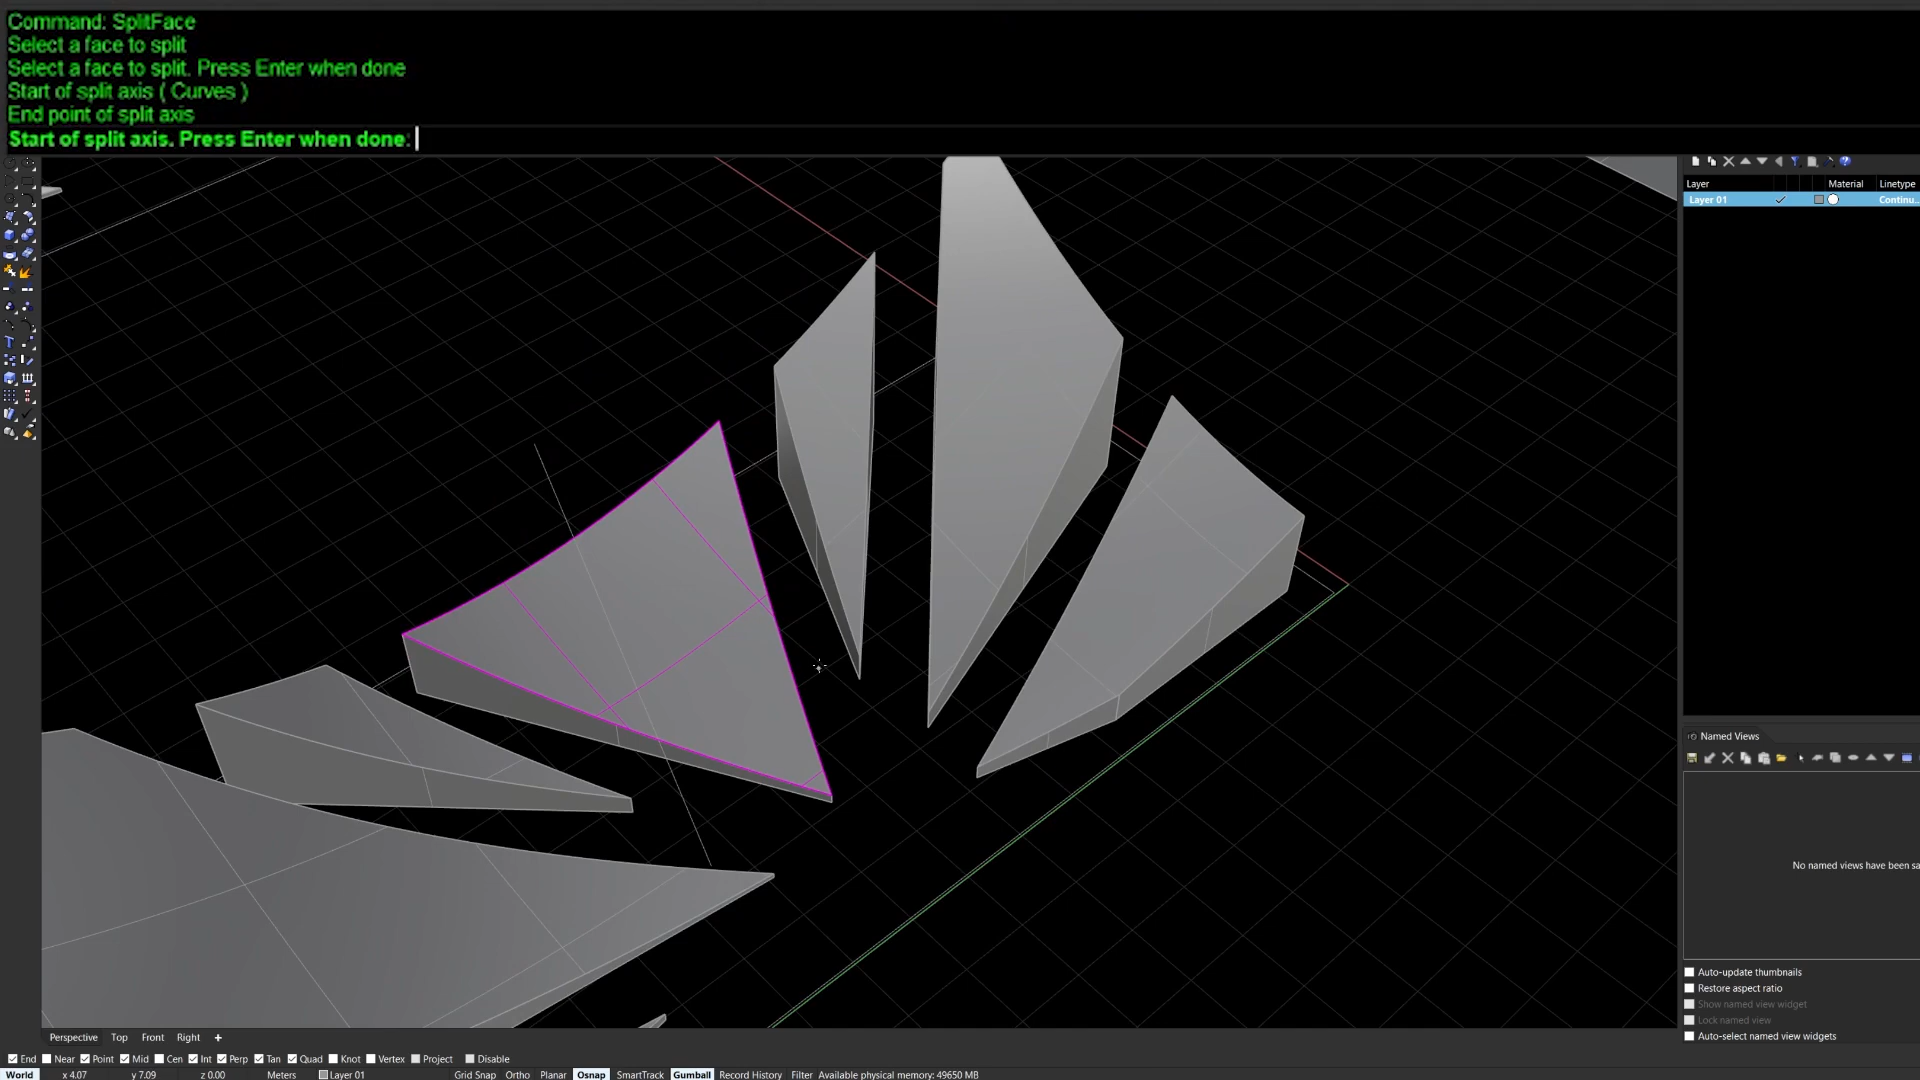 Command: SplitFace
Select a face to split
Select a face to split. Press Enter when done
Start of split axis ( Curves )
End point of split axis
Start of split axis. Press Enter when done:
Layer Material Linetype
Layer 01 Continu...
Named Views
No named views have been sa
Auto-update thumbnails
Restore aspect ratio
Show named view widget
Lock named view
Auto-select named view widgets
Perspective Top Front Right
End Near Point Mid Cen Int Perp Tan Quad Knot Vertex Project Disable
World x 4.07 y 7.09 z 0.00 Meters Layer 01 Grid Snap Ortho Planar Osnap SmartTrack Gumball Record History Filter Available physical memory: 49650 MB